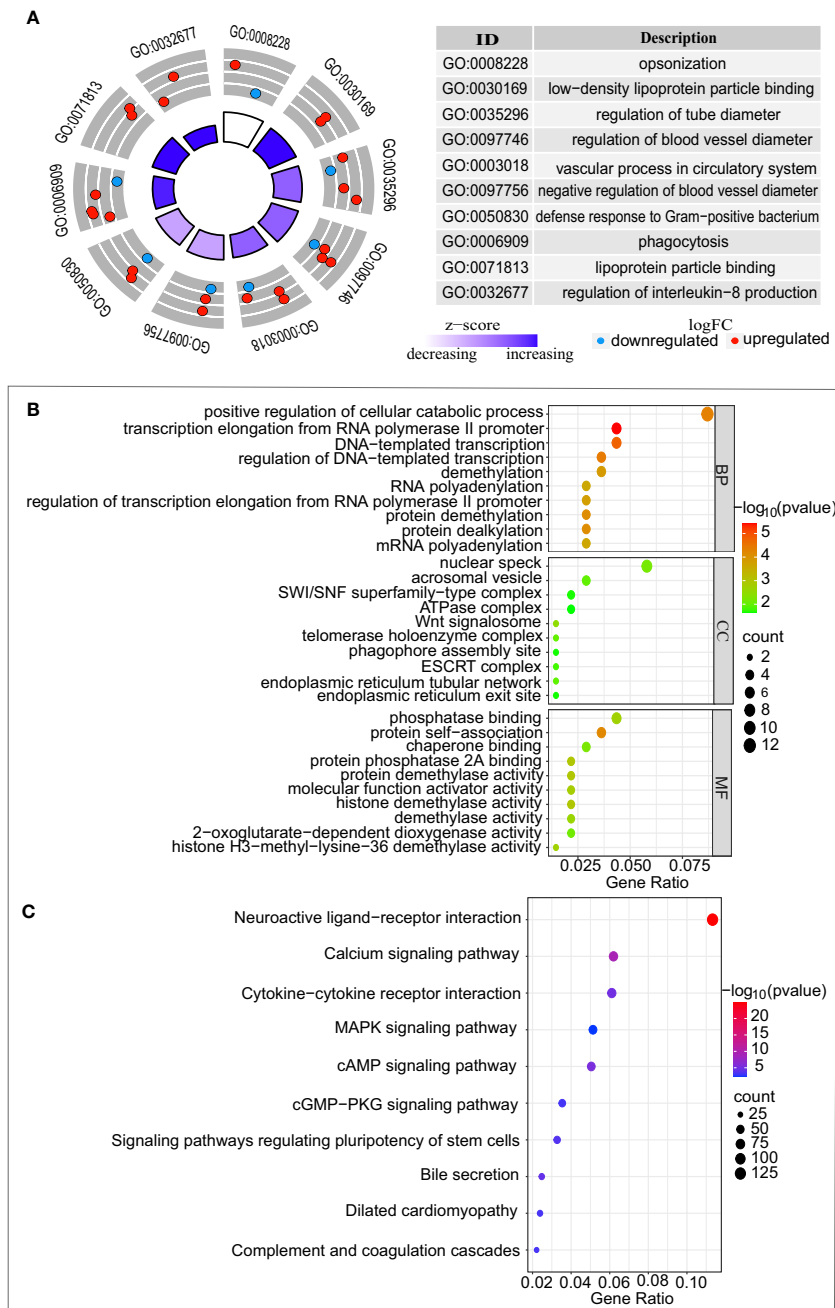 A
GO:0008228
GO:0030169
GO:0035296
GO:0097746
GO:0003018
GO:0097756
GO:0050830
GO:0006909
GO:0071813
GO:0032677
ID Description
GO:0008228 opsonization
GO:0030169 low−density lipoprotein particle binding
GO:0035296 regulation of tube diameter
GO:0097746 regulation of blood vessel diameter
GO:0003018 vascular process in circulatory system
GO:0097756 negative regulation of blood vessel diameter
GO:0050830 defense response to Gram−positive bacterium
GO:0006909 phagocytosis
GO:0071813 lipoprotein particle binding
GO:0032677 regulation of interleukin−8 production
z−score
decreasing increasing
logFC
downregulated upregulated
B
positive regulation of cellular catabolic process
transcription elongation from RNA polymerase II promoter
DNA−templated transcription
regulation of DNA−templated transcription
demethylation
RNA polyadenylation
regulation of transcription elongation from RNA polymerase II promoter
protein demethylation
protein dealkylation
mRNA polyadenylation
BP
nuclear speck
acrosomal vesicle
SWI/SNF superfamily−type complex
ATPase complex
Wnt signalosome
telomerase holoenzyme complex
phagophore assembly site
ESCRT complex
endoplasmic reticulum tubular network
endoplasmic reticulum exit site
CC
phosphatase binding
protein self−association
chaperone binding
protein phosphatase 2A binding
protein demethylase activity
molecular function activator activity
histone demethylase activity
demethylase activity
2−oxoglutarate−dependent dioxygenase activity
histone H3−methyl−lysine−36 demethylase activity
MF
0.025 0.050 0.075
Gene Ratio
−log10(pvalue)
5
4
3
2
count
2
4
6
8
10
12
C
Neuroactive ligand−receptor interaction
Calcium signaling pathway
Cytokine−cytokine receptor interaction
MAPK signaling pathway
cAMP signaling pathway
cGMP−PKG signaling pathway
Signaling pathways regulating pluripotency of stem cells
Bile secretion
Dilated cardiomyopathy
Complement and coagulation cascades
0.02 0.04 0.06 0.08 0.10
Gene Ratio
−log10(pvalue)
20
15
10
5
count
25
50
75
100
125